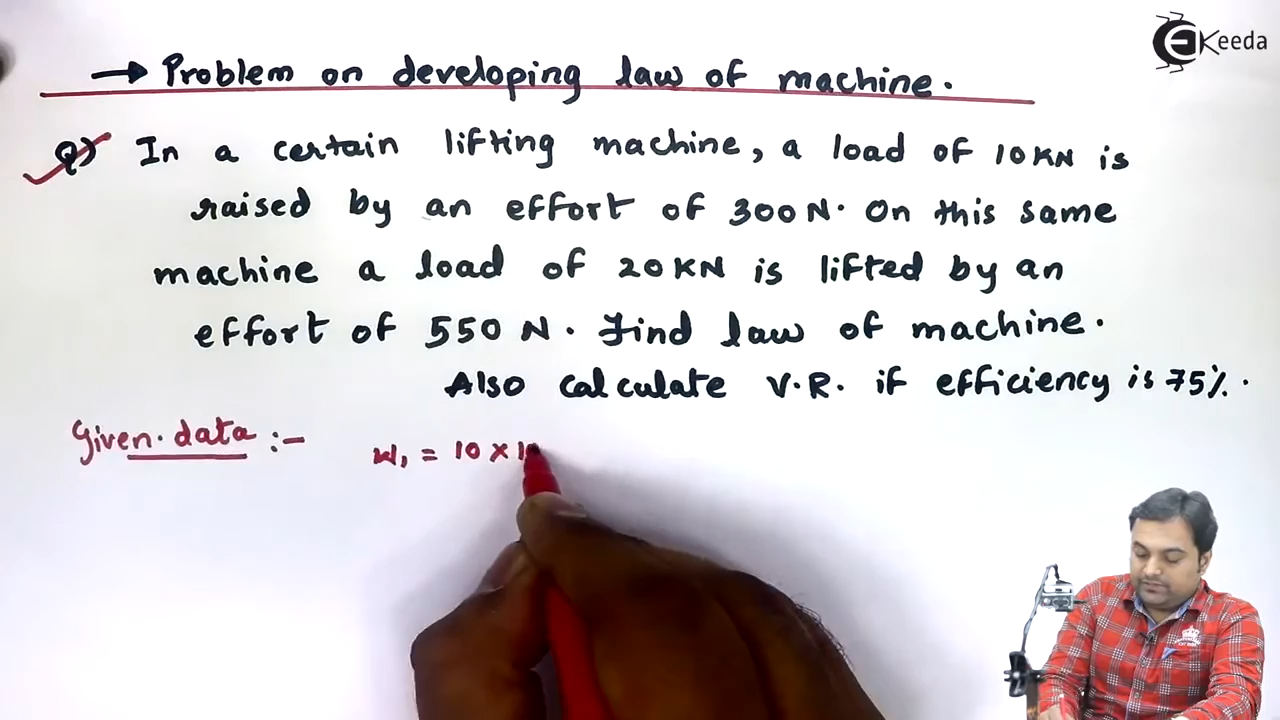 EKeeda
→ Problem on developing law of machine.
Q) In a certain lifting machine, a load of 10KN is
raised by an effort of 300N. On this same
machine a load of 20KN is lifted by an
effort of 550 N. Find law of machine.
Also calculate V.R. if efficiency is 75%.
Given data :-
W₁ = 10 × 10